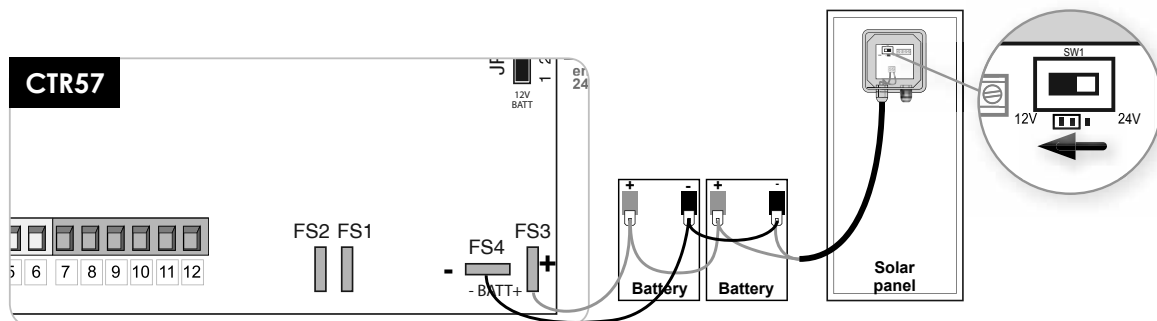 CTR57
JP
1 2
12V
BATT
en
24
SW1
12V 24V
FS2 FS1
FS4 FS3
- +
- BATT+
5 6 7 8 9 10 11 12
+ - + -
Battery Battery
Solar
panel